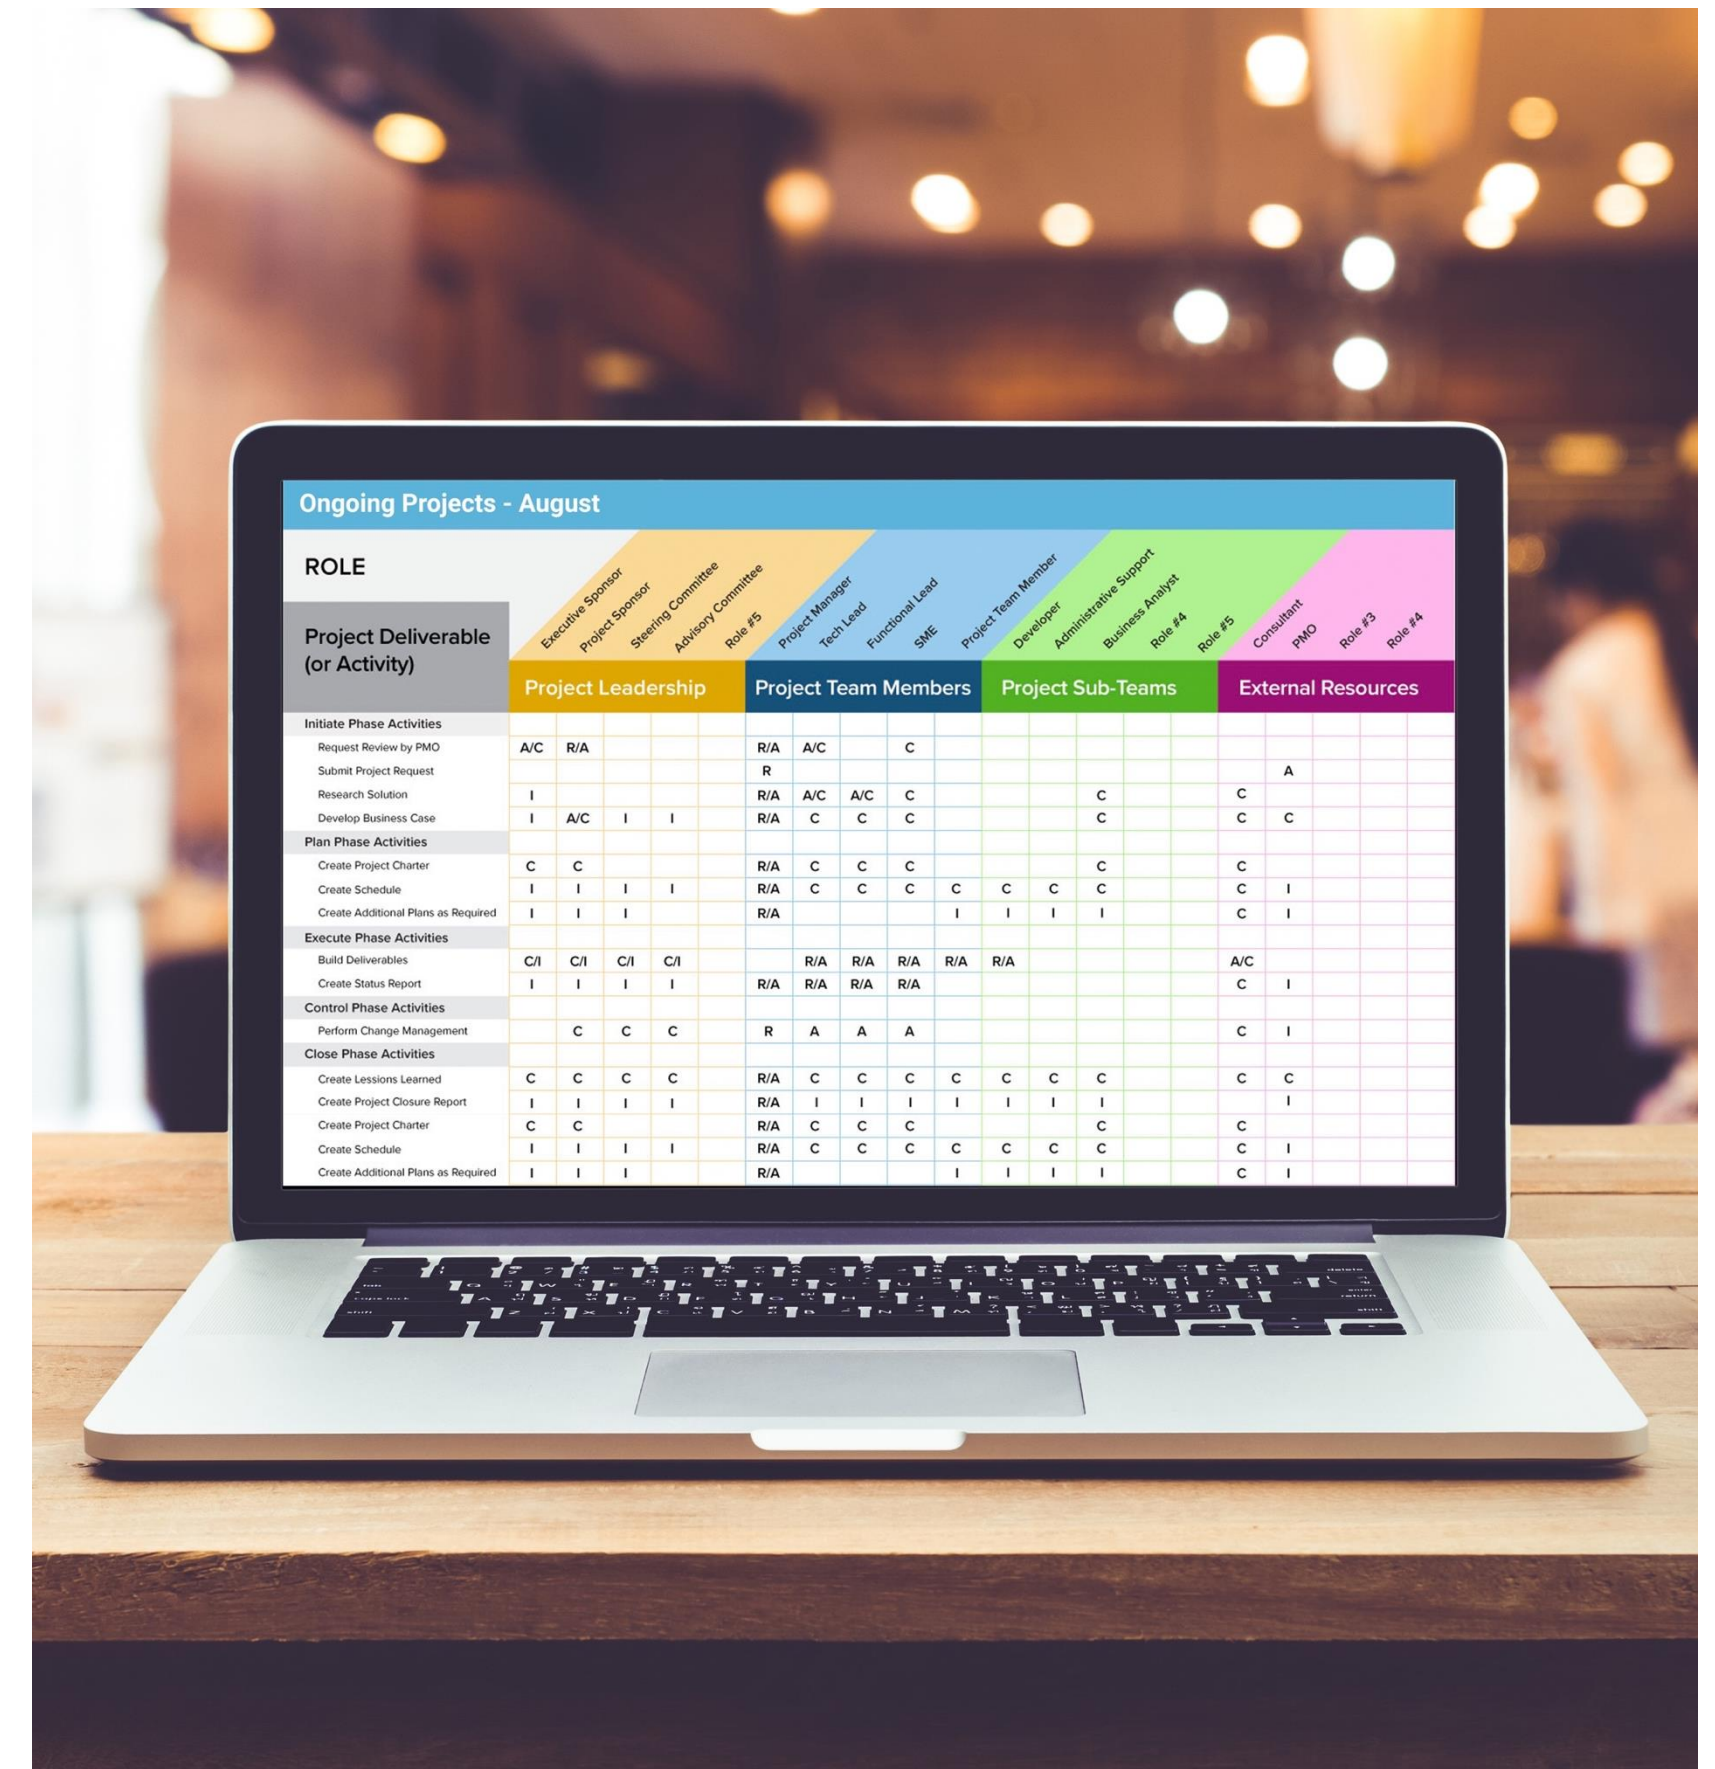 Ongoing Projects - August
ROLE
Executive Sponsor
Project Sponsor
Steering Committee
Advisory Committee
Role #5
Project Manager
Tech Lead
Functional Lead
SME
Project Team Member
Developer
Administrative Support
Business Analyst
Role #4
Role #5
Consultant
PMO
Role #3
Role #4
Project Deliverable
(or Activity)
Project Leadership Project Team Members Project Sub-Teams External Resources
Initiate Phase Activities
Request Review by PMO A/C R/A R/A A/C C
Submit Project Request R A
Research Solution I R/A A/C A/C C C C
Develop Business Case I A/C I I R/A C C C C C C
Plan Phase Activities
Create Project Charter C C R/A C C C C C
Create Schedule I I I I R/A C C C C C C C C I
Create Additional Plans as Required I I I R/A I I I I C I
Execute Phase Activities
Build Deliverables C/I C/I C/I C/I R/A R/A R/A R/A R/A A/C
Create Status Report I I I I R/A R/A R/A R/A C I
Control Phase Activities
Perform Change Management C C C R A A A C I
Close Phase Activities
Create Lessons Learned C C C C R/A C C C C C C C C C
Create Project Closure Report I I I I R/A I I I I I I I I
Create Project Charter C C R/A C C C C C
Create Schedule I I I I R/A C C C C C C C C I
Create Additional Plans as Required I I I R/A I I I I C I